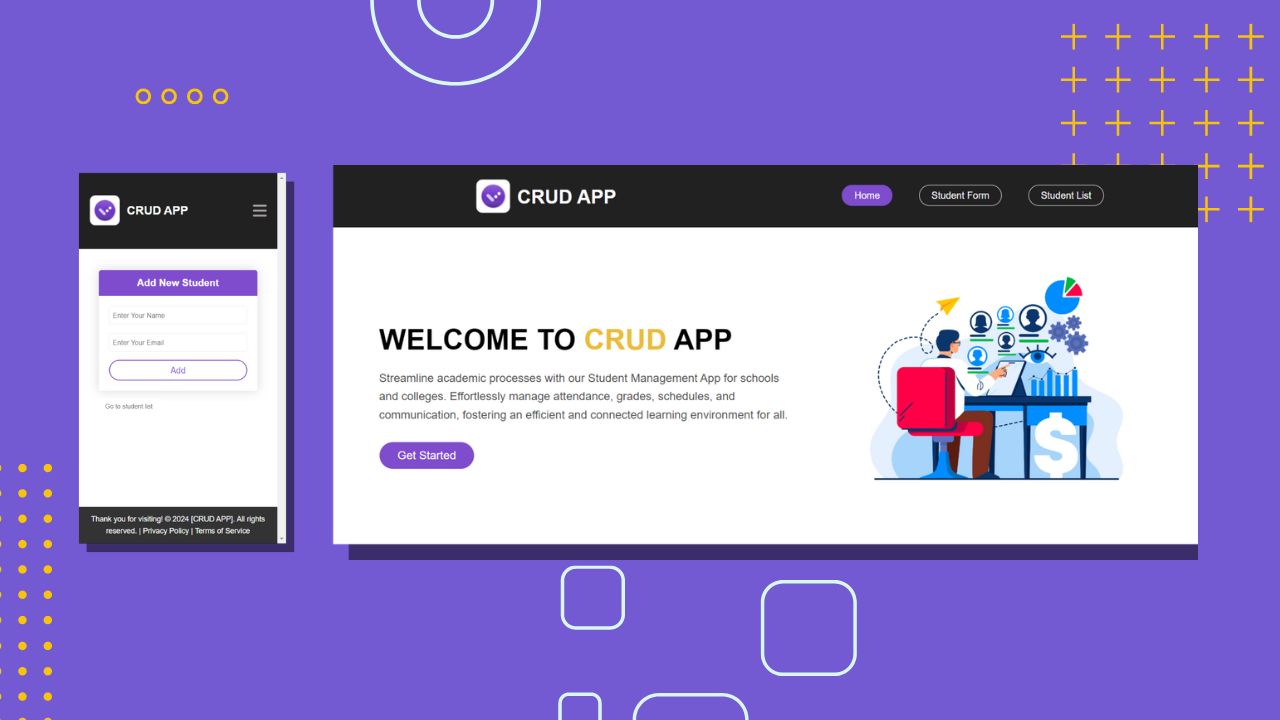 CRUD APP
Add New Student
Enter Your Name
Enter Your Email
Add
Go to student list
Thank you for visiting! © 2024 [CRUD APP]. All rights
reserved. | Privacy Policy | Terms of Service
CRUD APP
Home
Student Form
Student List
WELCOME TO CRUD APP
Streamline academic processes with our Student Management App for schools
and colleges. Effortlessly manage attendance, grades, schedules, and
communication, fostering an efficient and connected learning environment for all.
Get Started
$